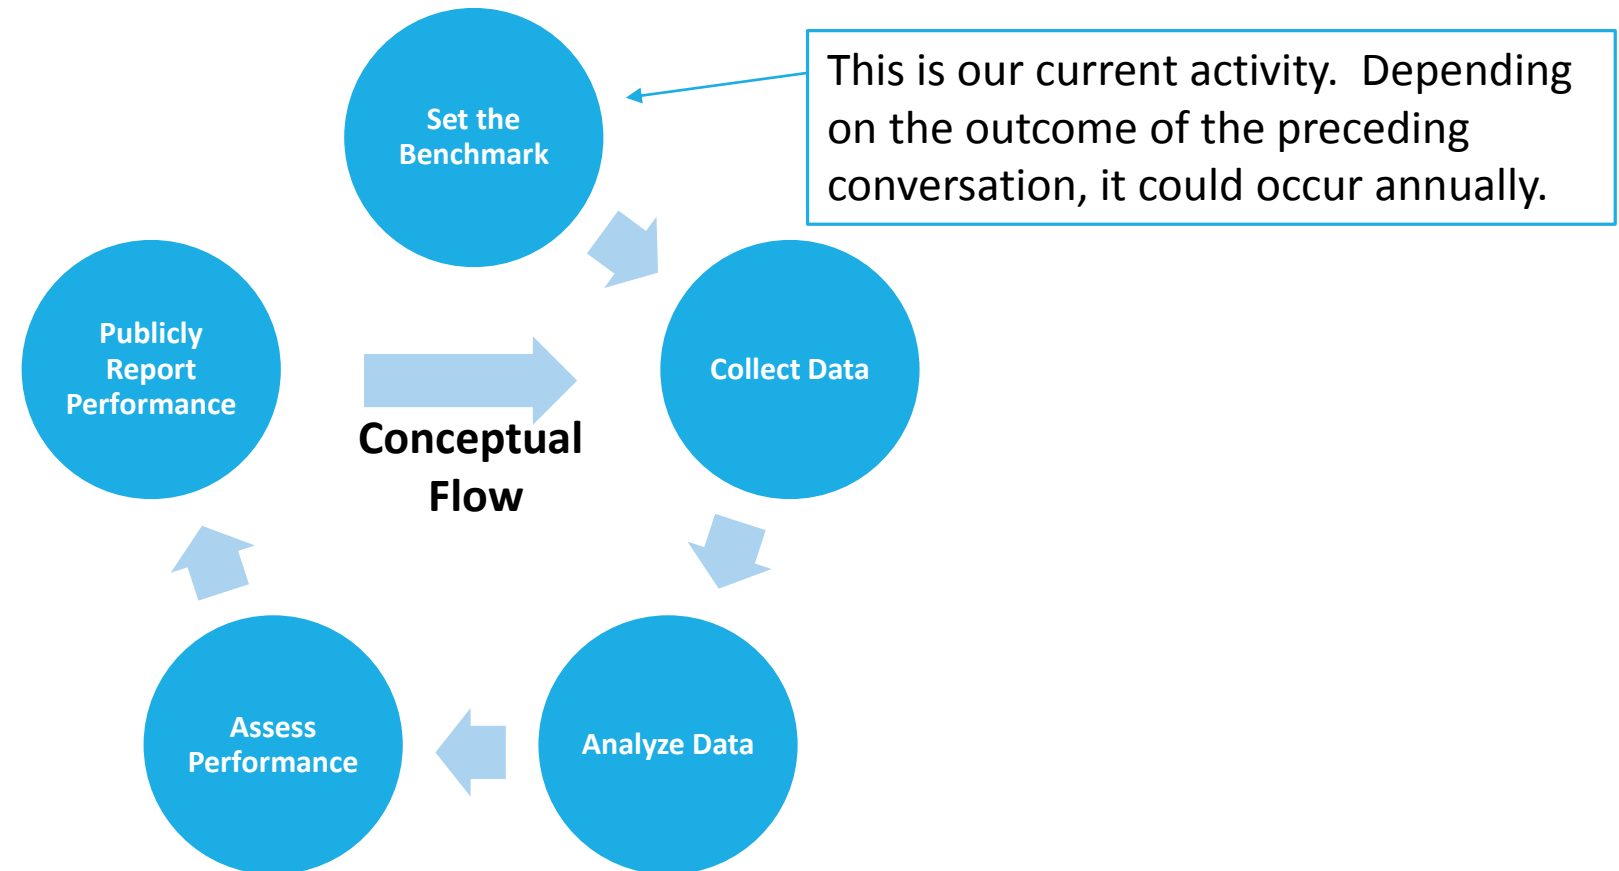 Set the
Benchmark
This is our current activity.  Depending
on the outcome of the preceding
conversation, it could occur annually.
Publicly
Report
Performance
Collect Data
Conceptual
Flow
Assess
Performance
Analyze Data